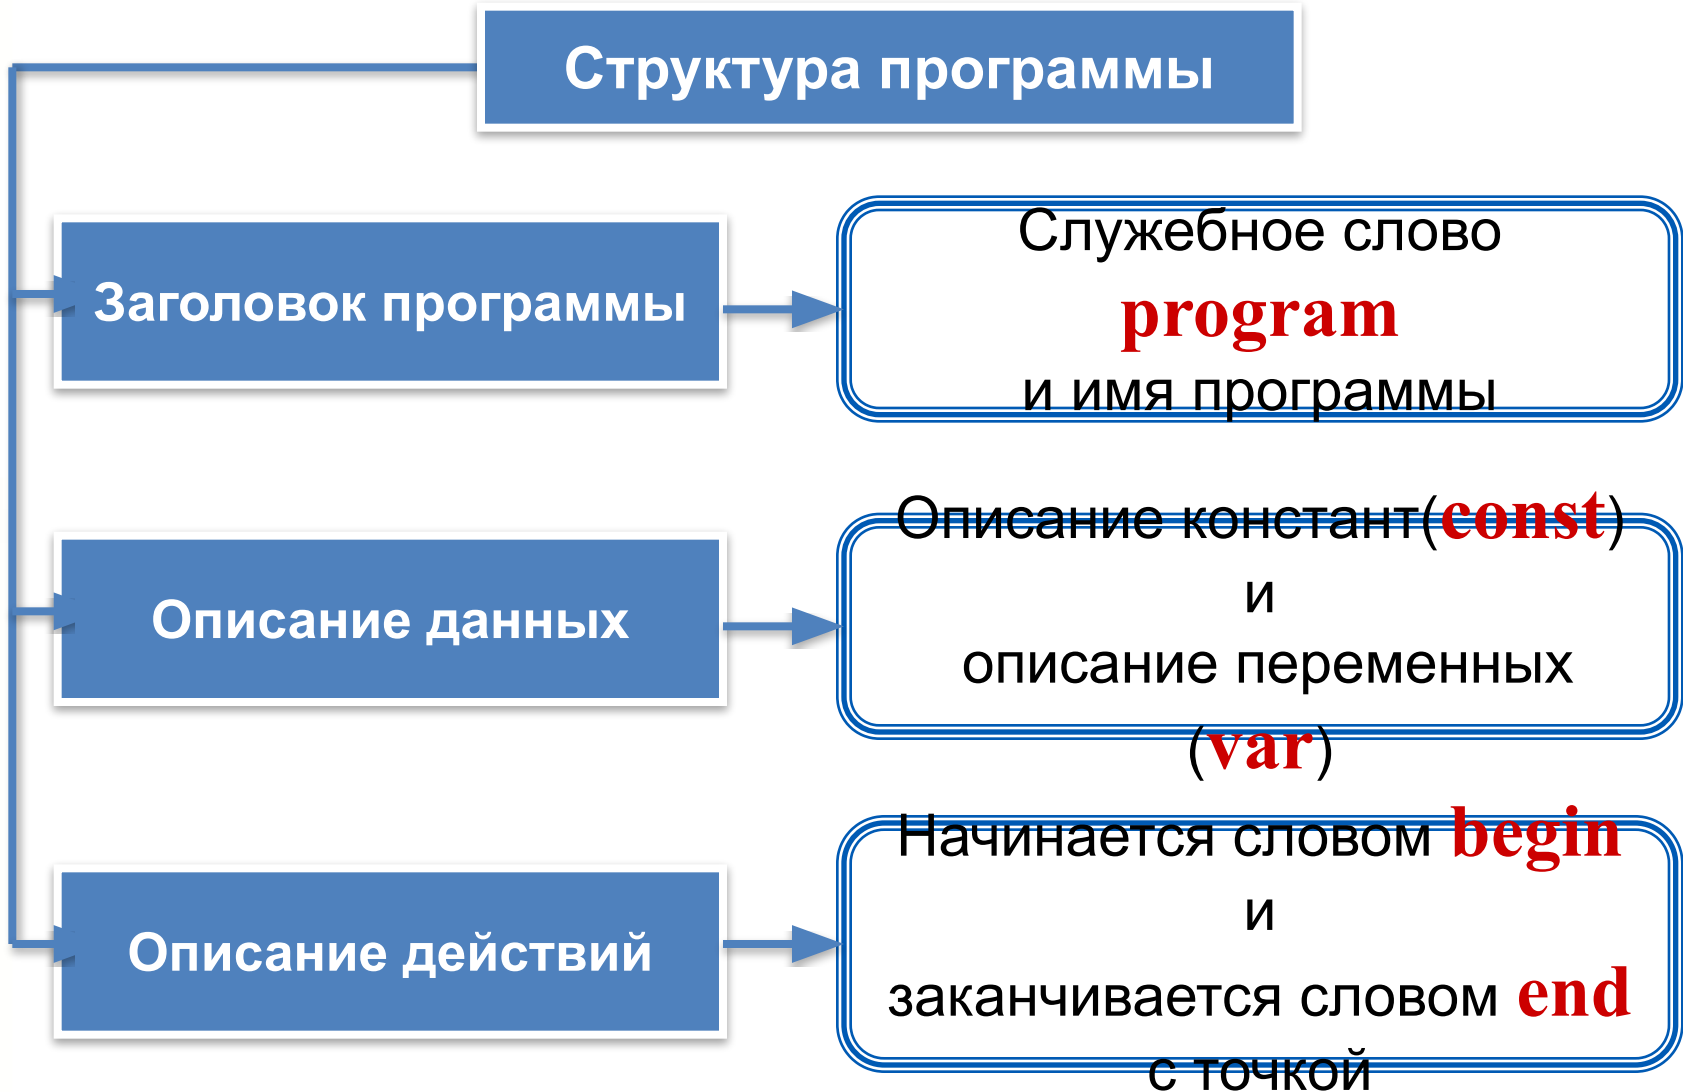 Структура программы
Заголовок программы
Служебное слово
program
и имя программы
Описание данных
Описание констант(const)
и
описание переменных
(var)
Описание действий
Начинается словом begin
и
заканчивается словом end
с точкой